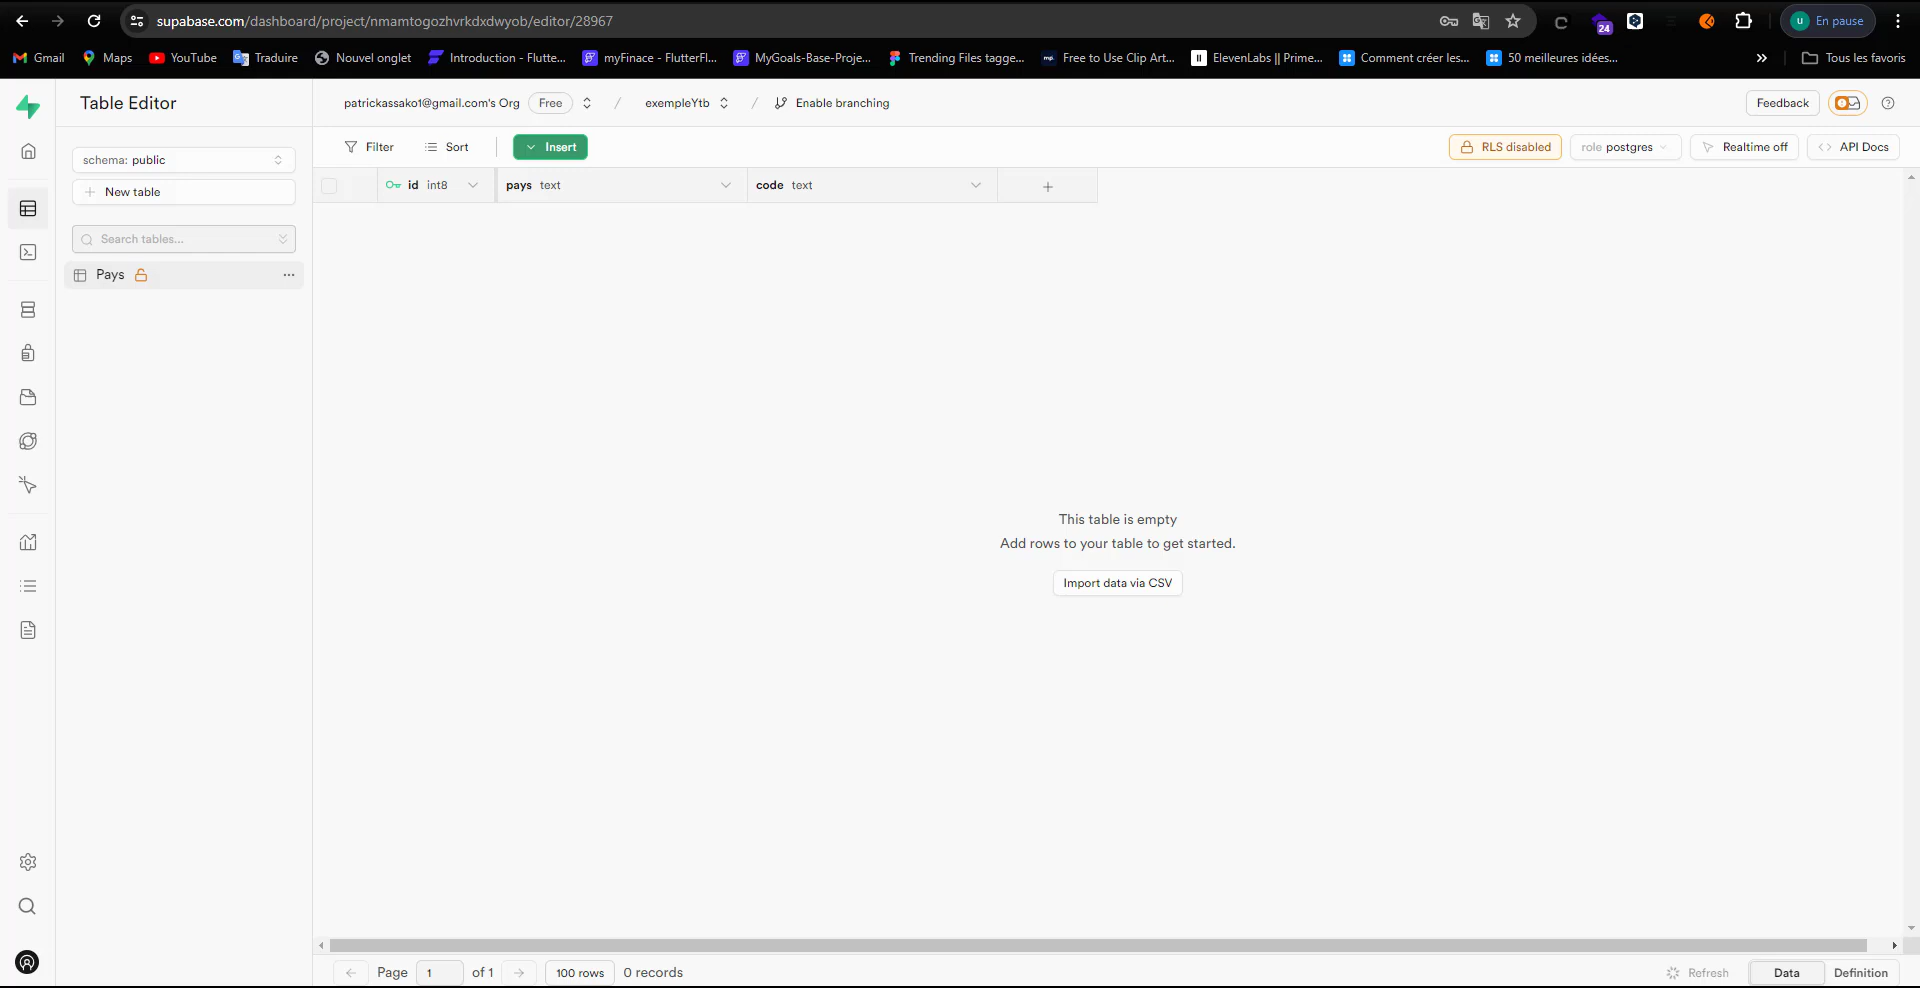 supabase.com/dashboard/project/nmamtogozhvrkdxdwyob/editor/28967
24
u En pause
Gmail Maps YouTube Traduire Nouvel onglet Introduction - Flutte... myFinace - FlutterFl... MyGoals-Base-Proje... Trending Files tagge... Free to Use Clip Art... ElevenLabs || Prime... Comment créer les... 50 meilleures idées... Tous les favoris
Table Editor
patrickassako1@gmail.com's Org Free / exempleYtb / Enable branching
Feedback
schema: public
New table
Search tables...
Pays
Filter Sort Insert
RLS disabled role postgres Realtime off API Docs
id int8 pays text code text
This table is empty
Add rows to your table to get started.
Import data via CSV
Page 1 of 1 100 rows 0 records
Refresh Data Definition